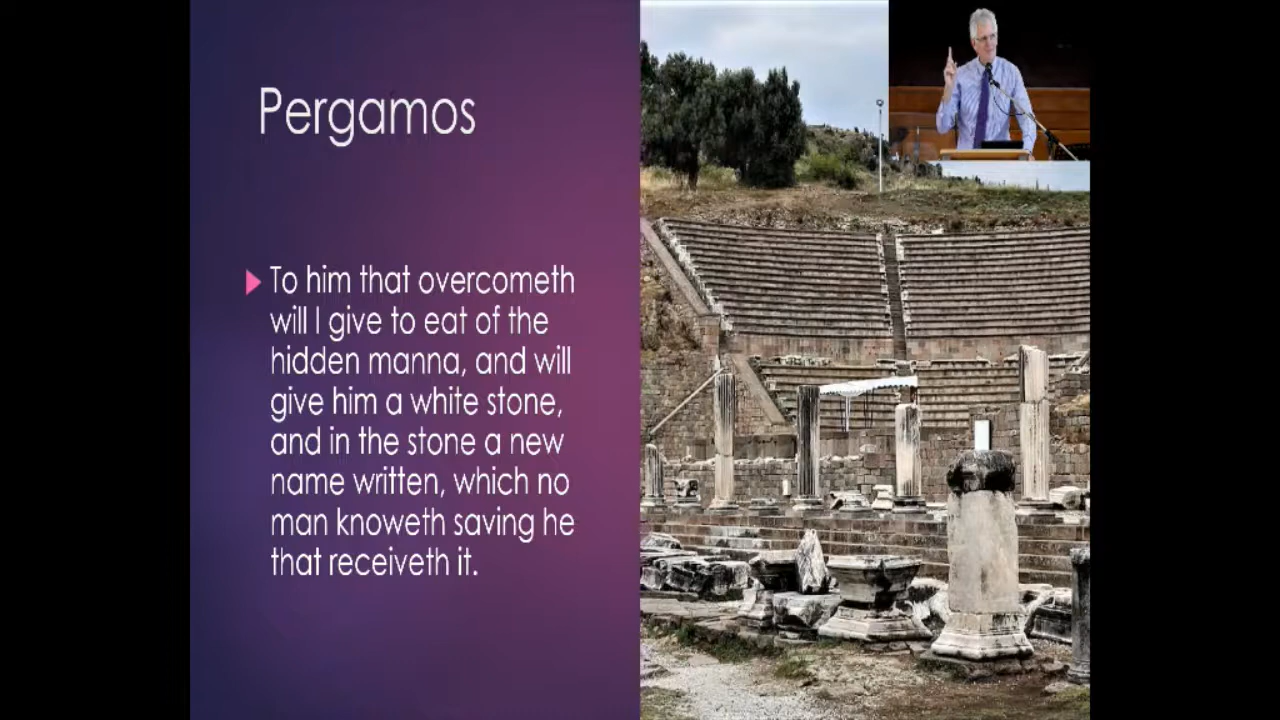 Pergamos
To him that overcometh
will I give to eat of the
hidden manna, and will
give him a white stone,
and in the stone a new
name written, which no
man knoweth saving he
that receiveth it.